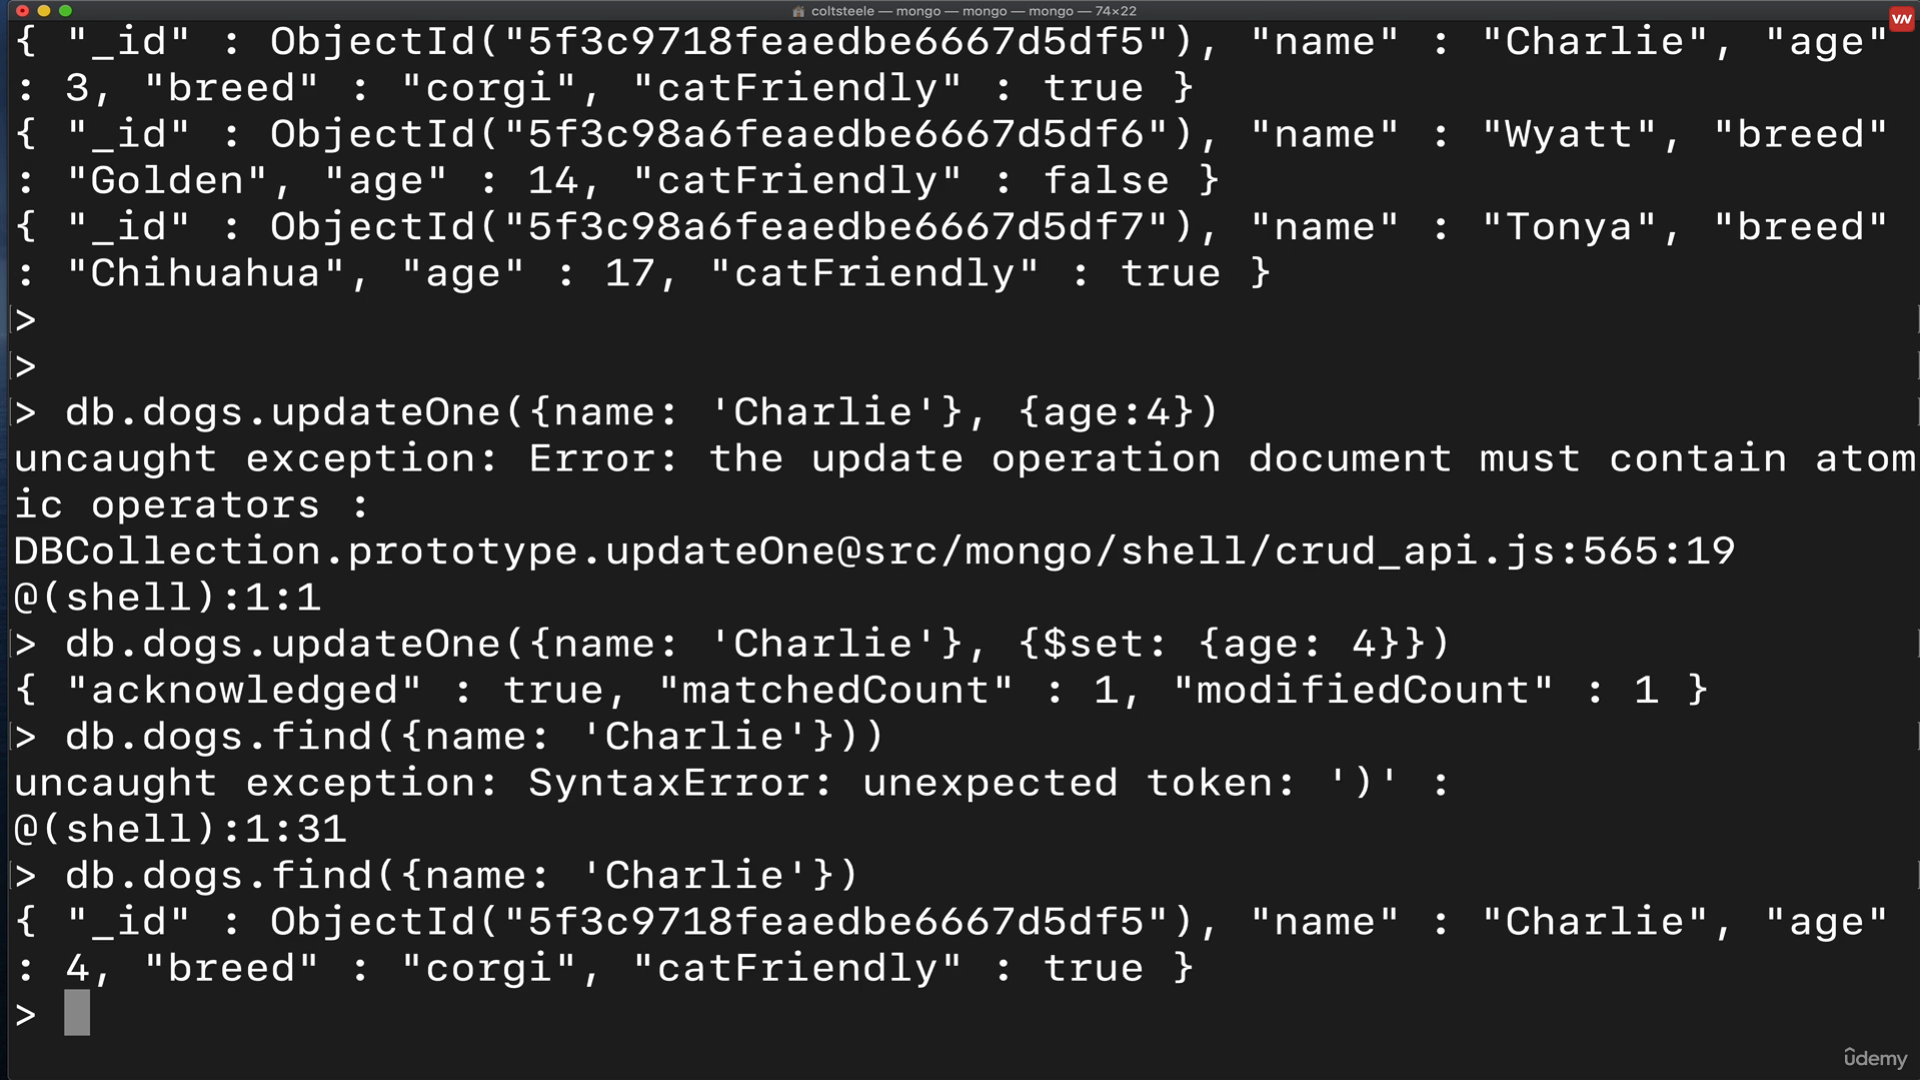 coltsteele — mongo — mongo — mongo — 74×22
VN
{ "_id" : ObjectId("5f3c9718feaedbe6667d5df5"), "name" : "Charlie", "age"
: 3, "breed" : "corgi", "catFriendly" : true }
{ "_id" : ObjectId("5f3c98a6feaedbe6667d5df6"), "name" : "Wyatt", "breed"
: "Golden", "age" : 14, "catFriendly" : false }
{ "_id" : ObjectId("5f3c98a6feaedbe6667d5df7"), "name" : "Tonya", "breed"
: "Chihuahua", "age" : 17, "catFriendly" : true }
>
>
> db.dogs.updateOne({name: 'Charlie'}, {age:4})
uncaught exception: Error: the update operation document must contain atom
ic operators :
DBCollection.prototype.updateOne@src/mongo/shell/crud_api.js:565:19
@(shell):1:1
> db.dogs.updateOne({name: 'Charlie'}, {$set: {age: 4}})
{ "acknowledged" : true, "matchedCount" : 1, "modifiedCount" : 1 }
> db.dogs.find({name: 'Charlie'}))
uncaught exception: SyntaxError: unexpected token: ')' :
@(shell):1:31
> db.dogs.find({name: 'Charlie'})
{ "_id" : ObjectId("5f3c9718feaedbe6667d5df5"), "name" : "Charlie", "age"
: 4, "breed" : "corgi", "catFriendly" : true }
>
ûdemy